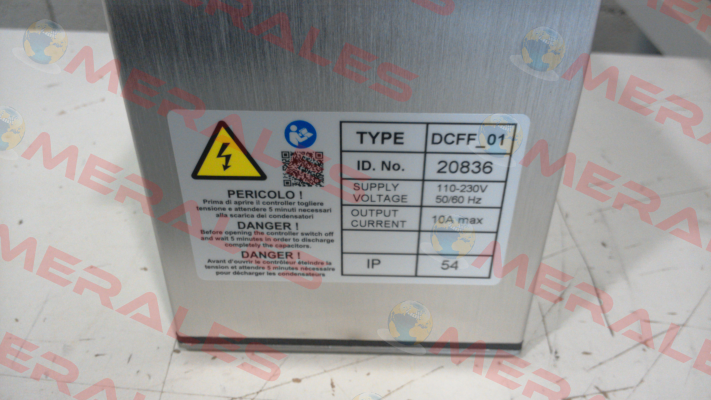 TYPE DCFF_01
ID. No. 20836
SUPPLY VOLTAGE 110-230V 50/60 Hz
OUTPUT CURRENT 10A max
IP 54
PERICOLO !
Prima di aprire il controller togliere
tensione e attendere 5 minuti necessari
alla scarica dei condensatori
DANGER !
Before opening the controller switch off
and wait 5 minutes in order to discharge
completely the capacitors.
DANGER !
Avant d'ouvrir le contrôleur éteindre la
tension et attendre 5 minutes nécessaire
pour décharger les condensateurs
MERALES
MERALES
MERALES
MERALES
MERALES